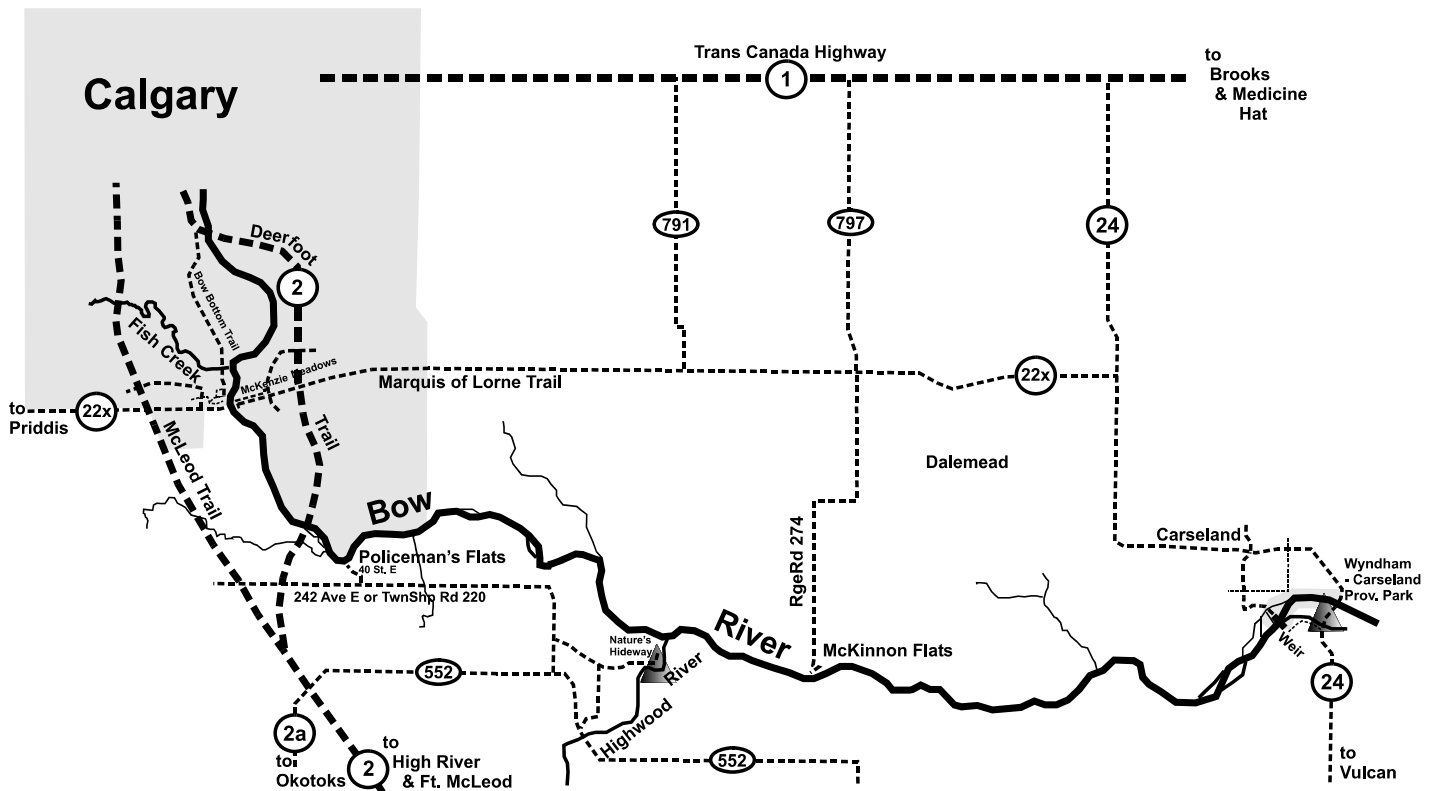 Trans Canada Highway
1
to
Brooks
& Medicine
Hat
Calgary
791
797
24
Deerfoot
2
Bow Bottom Trail
Fish Creek
McKenzie Meadows
Marquis of Lorne Trail
22x
to
Priddis
22x
McLeod Trail
Trail
Dalemead
Bow
Policeman's Flats
40 St. E
242 Ave E or TwnShp Rd 220
RgeRd 274
Carseland
Wyndham
- Carseland
Prov. Park
Weir
Nature's
Hideway
River
River
McKinnon Flats
Highwood
552
24
2a
to
Okotoks
2
to
High River
& Ft. McLeod
552
to
Vulcan